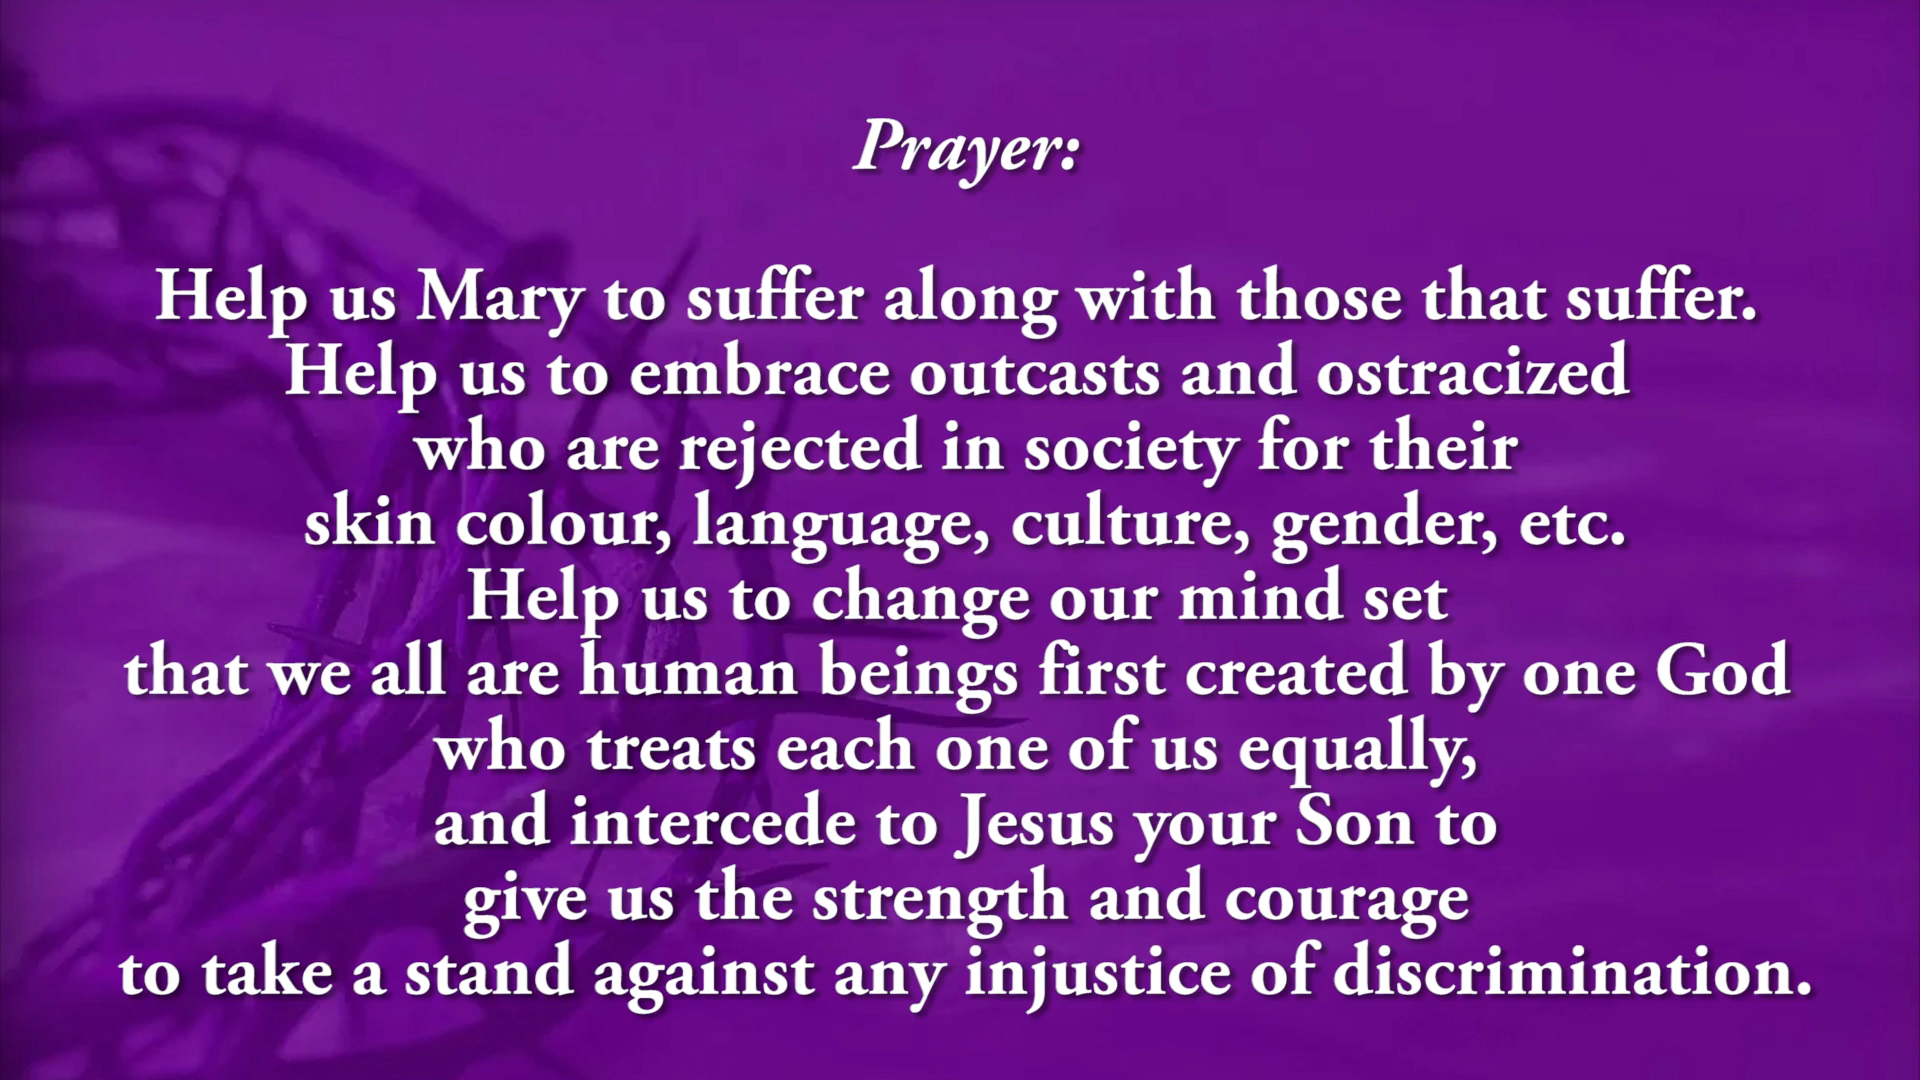 Prayer:
Help us Mary to suffer along with those that suffer.
Help us to embrace outcasts and ostracized
who are rejected in society for their
skin colour, language, culture, gender, etc.
Help us to change our mind set
that we all are human beings first created by one God
who treats each one of us equally,
and intercede to Jesus your Son to
give us the strength and courage
to take a stand against any injustice of discrimination.